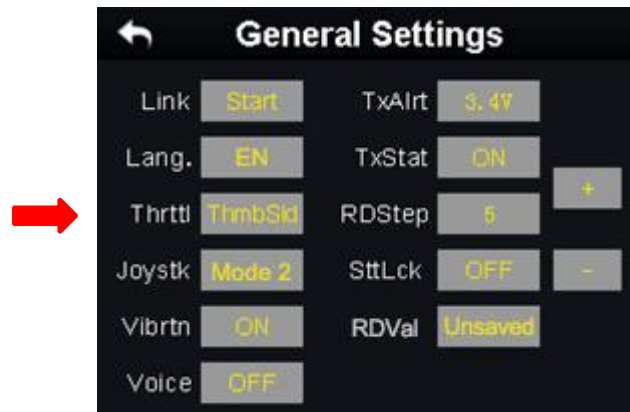 General Settings
Link Start TxAlrt 3.4V
Lang. EN TxStat ON
+
Thrttl ThmbSld RDStep 5
Joystk Mode 2 SttLck OFF -
Vibrtn ON RDVal Unsaved
Voice OFF